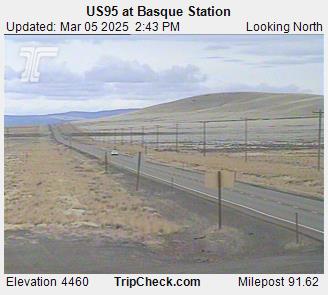 US95 at Basque Station
Updated: Mar 05 2025 2:43 PM Looking North
Elevation 4460 TripCheck.com Milepost 91.62